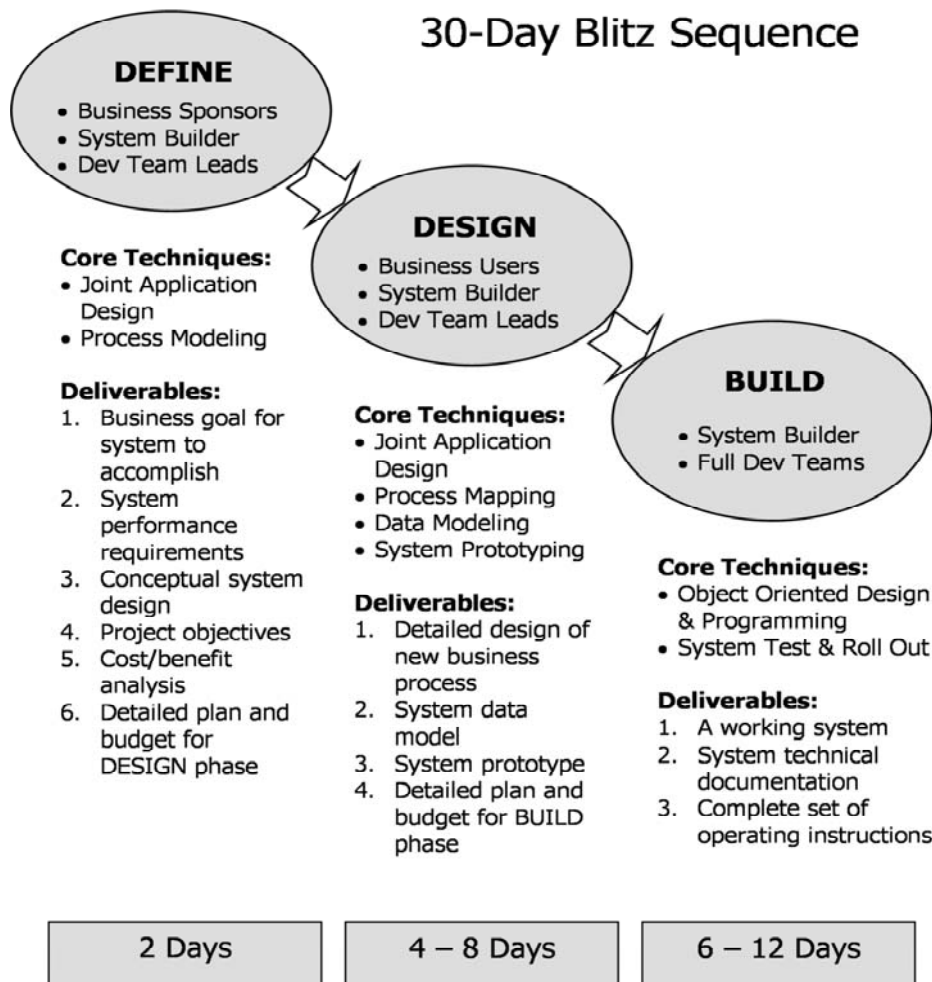 30-Day Blitz Sequence
DEFINE
• Business Sponsors
• System Builder
• Dev Team Leads
Core Techniques:
• Joint Application
Design
• Process Modeling
Deliverables:
1. Business goal for
system to
accomplish
2. System
performance
requirements
3. Conceptual system
design
4. Project objectives
5. Cost/benefit
analysis
6. Detailed plan and
budget for
DESIGN phase
2 Days
DESIGN
• Business Users
• System Builder
• Dev Team Leads
Core Techniques:
• Joint Application
Design
• Process Mapping
• Data Modeling
• System Prototyping
Deliverables:
1. Detailed design of
new business
process
2. System data
model
3. System prototype
4. Detailed plan and
budget for BUILD
phase
4 – 8 Days
BUILD
• System Builder
• Full Dev Teams
Core Techniques:
• Object Oriented Design
& Programming
• System Test & Roll Out
Deliverables:
1. A working system
2. System technical
documentation
3. Complete set of
operating instructions
6 – 12 Days